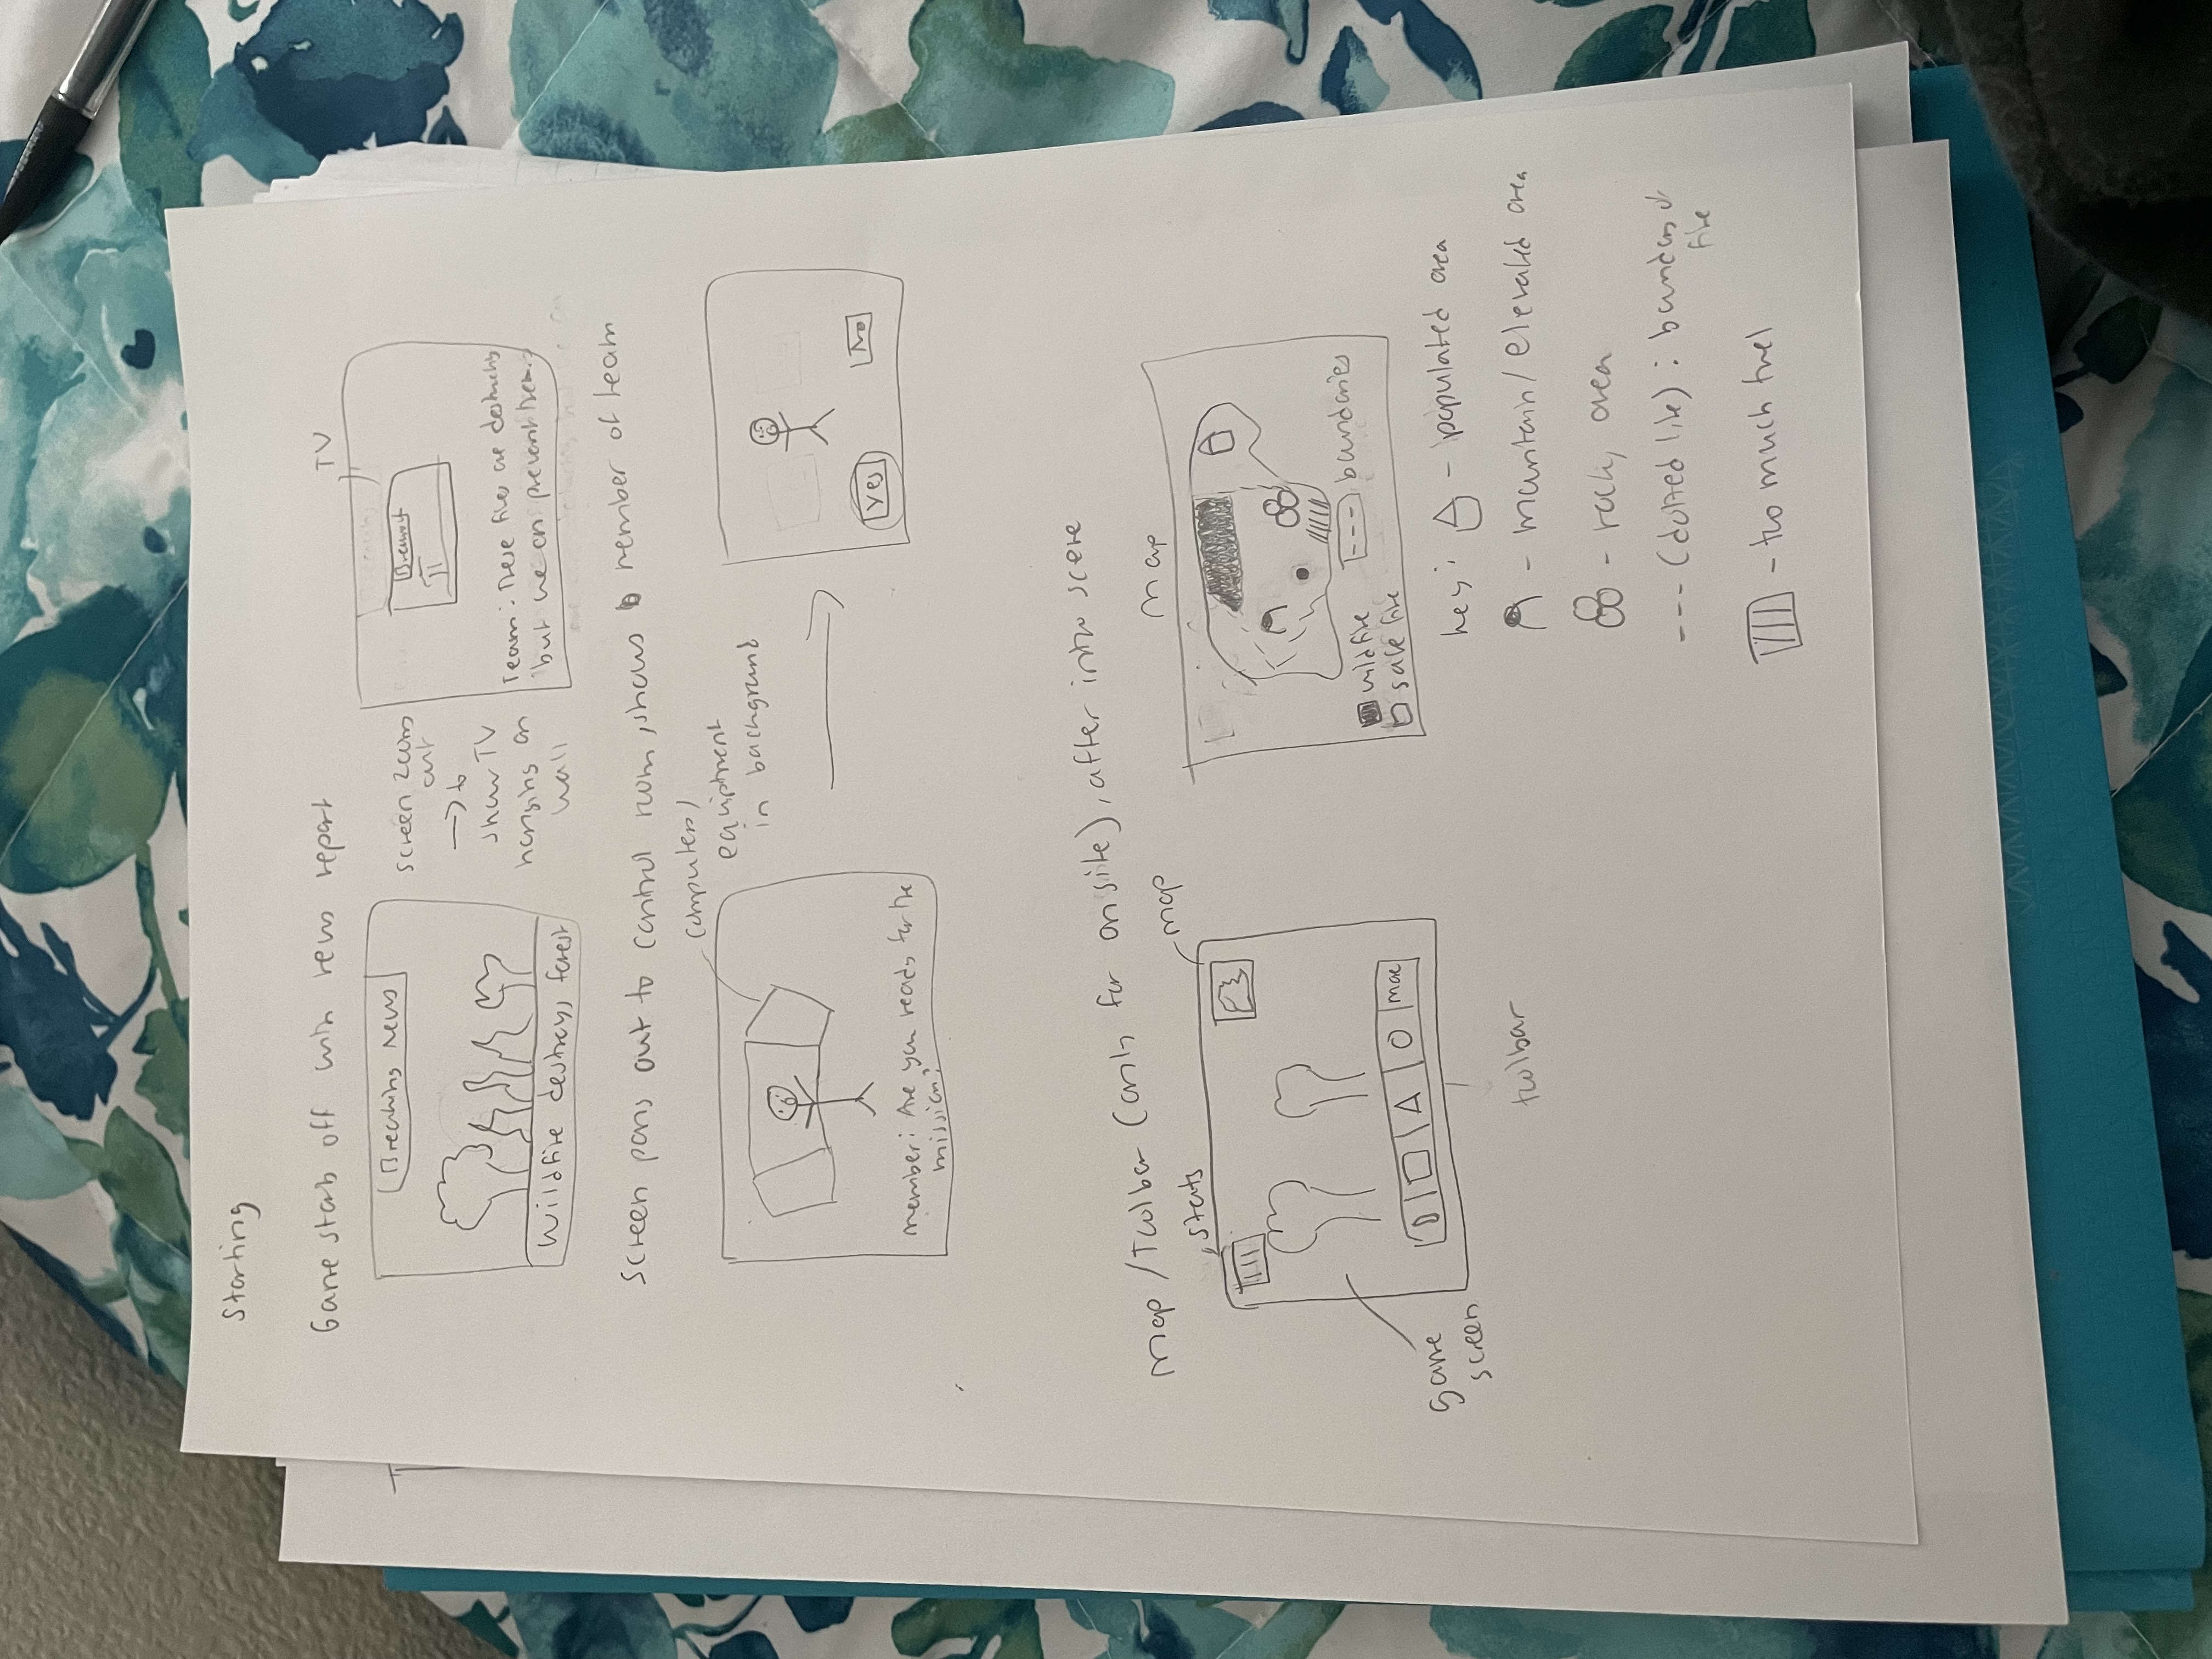 Starting
Game starts off with news report
TV
Breaking News
Wildfire destroys forest
screen zooms
out
→ to
show TV
hanging on
wall
Team: These fires are destructive
but we can prevent them.
Screen pans out to control room, shows member of team
computers,
equipment
in background
member: Are you ready for the
mission?
Yes
No
Map / Toolbar (only for onsite), after intro scene
stats
map
more
game
screen
toolbar
Map
wildfire
safe fire
--- boundaries
key: - populated area
- mountain/elevated area
- rocky area
--- (dotted line) : boundary of
fire
- too much fuel